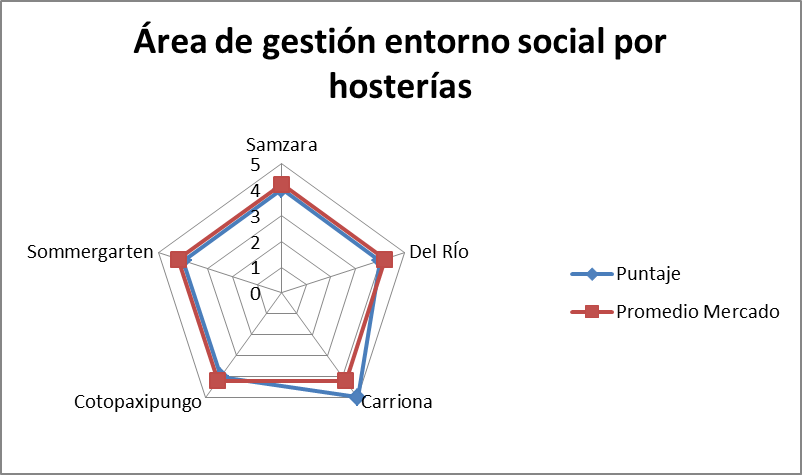 Área de gestión entorno social por
hosterías
Samzara
5
4
3
2
1
0
Sommergarten
Del RÍo
Cotopaxipungo
Carriona
Puntaje
Promedio Mercado